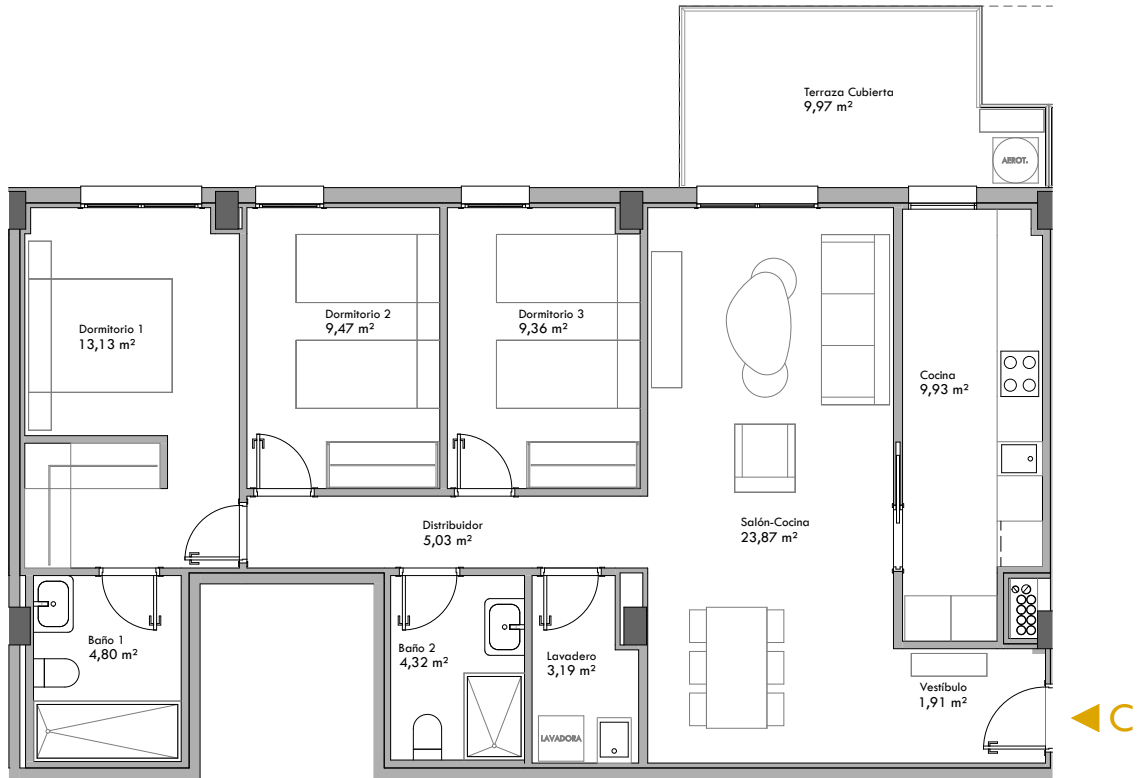 Terraza Cubierta
9,97 m²
AEROT.
Dormitorio 1
13,13 m²
Dormitorio 2
9,47 m²
Dormitorio 3
9,36 m²
Cocina
9,93 m²
Distribuidor
5,03 m²
Salón-Cocina
23,87 m²
Baño 1
4,80 m²
Baño 2
4,32 m²
Lavadero
3,19 m²
Vestíbulo
1,91 m²
LAVADORA
C